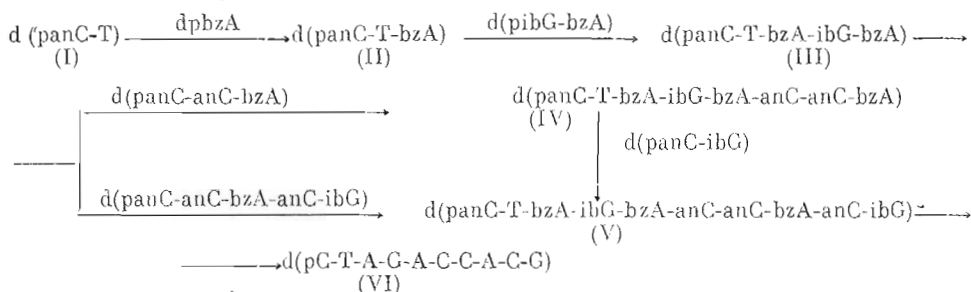 dpbzA d(pibG-bzA)
d (panC-T) d(panC-T-bzA) d(panC-T-bzA-ibG-bzA)
(I) (II) (III)
d(panC-anC-bzA) d(panC-T-bzA-ibG-bzA-anC-anC-bzA)
(IV)
d(panC-ibG)
d(panC-anC-bzA-anC-ibG) d(panC-T-bzA-ibG-bzA-anC-anC-bzA-anC-ibG)
(V)
d(pC-T-A-G-A-C-C-A-C-G)
(VI)